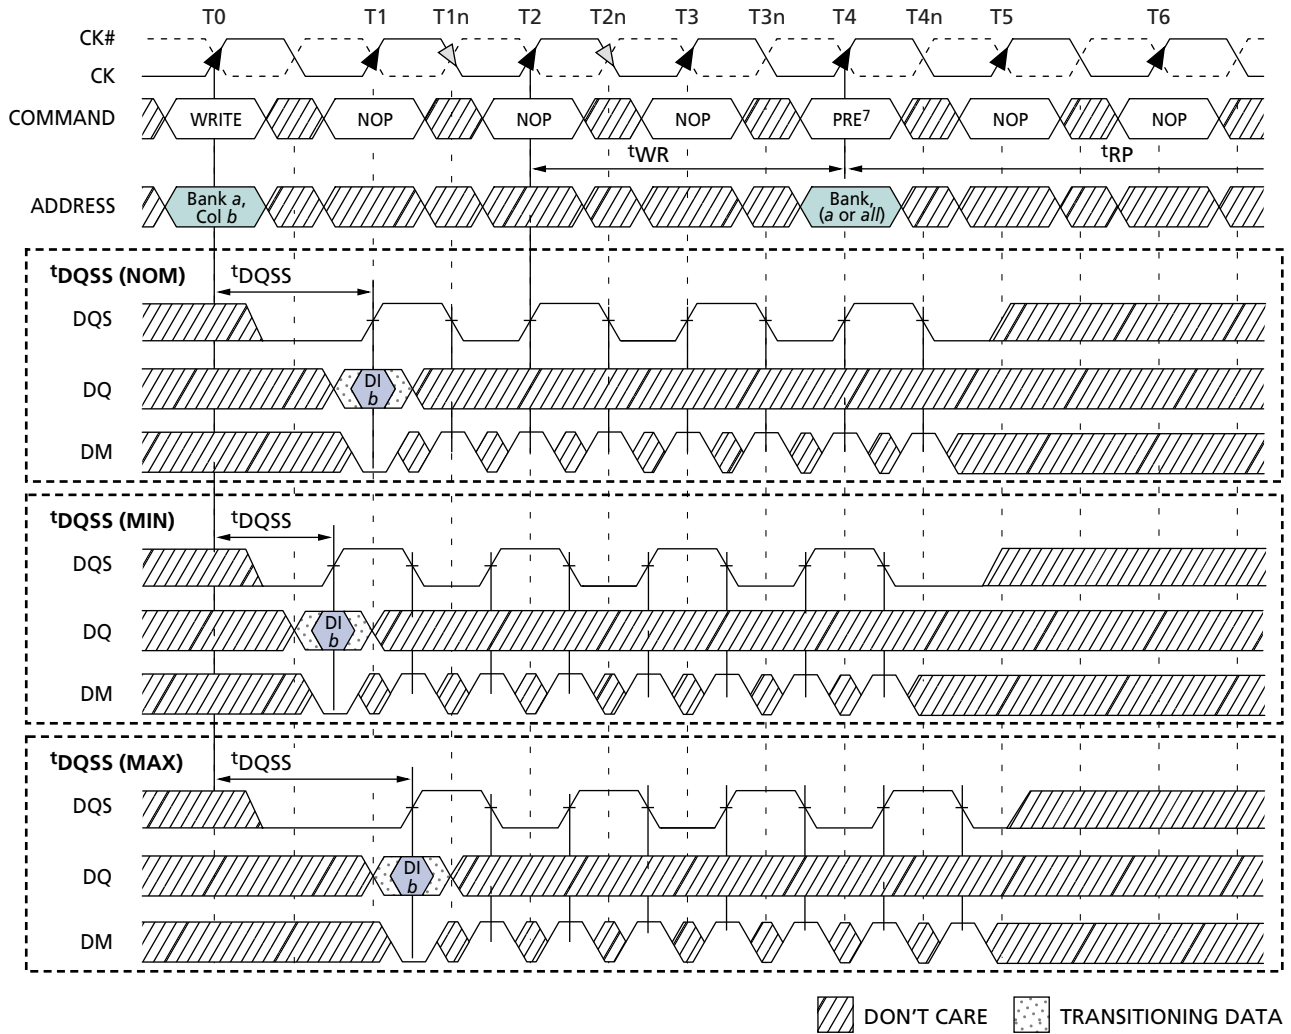 T0 T1 T1n T2 T2n T3 T3n T4 T4n T5 T6
CK#
CK
COMMAND WRITE NOP NOP NOP PRE7 NOP NOP
tWR tRP
ADDRESS Bank a, Col b Bank, (a or all)
tDQSS (NOM) tDQSS
DQS
DQ DI b
DM
tDQSS (MIN) tDQSS
DQS
DQ DI b
DM
tDQSS (MAX) tDQSS
DQS
DQ DI b
DM
DON'T CARE TRANSITIONING DATA